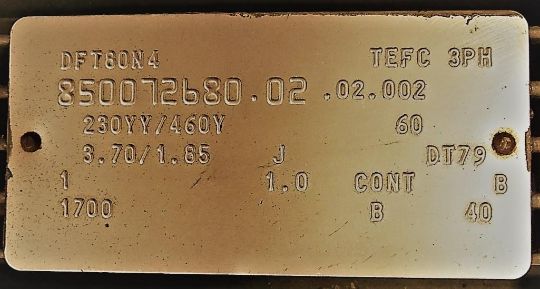 DFT80N4 TEFC 3PH
850072680.02.02.002
230YY/460Y 60
3.70/1.85 J DT79
1 1.0 CONT B
1700 B 40